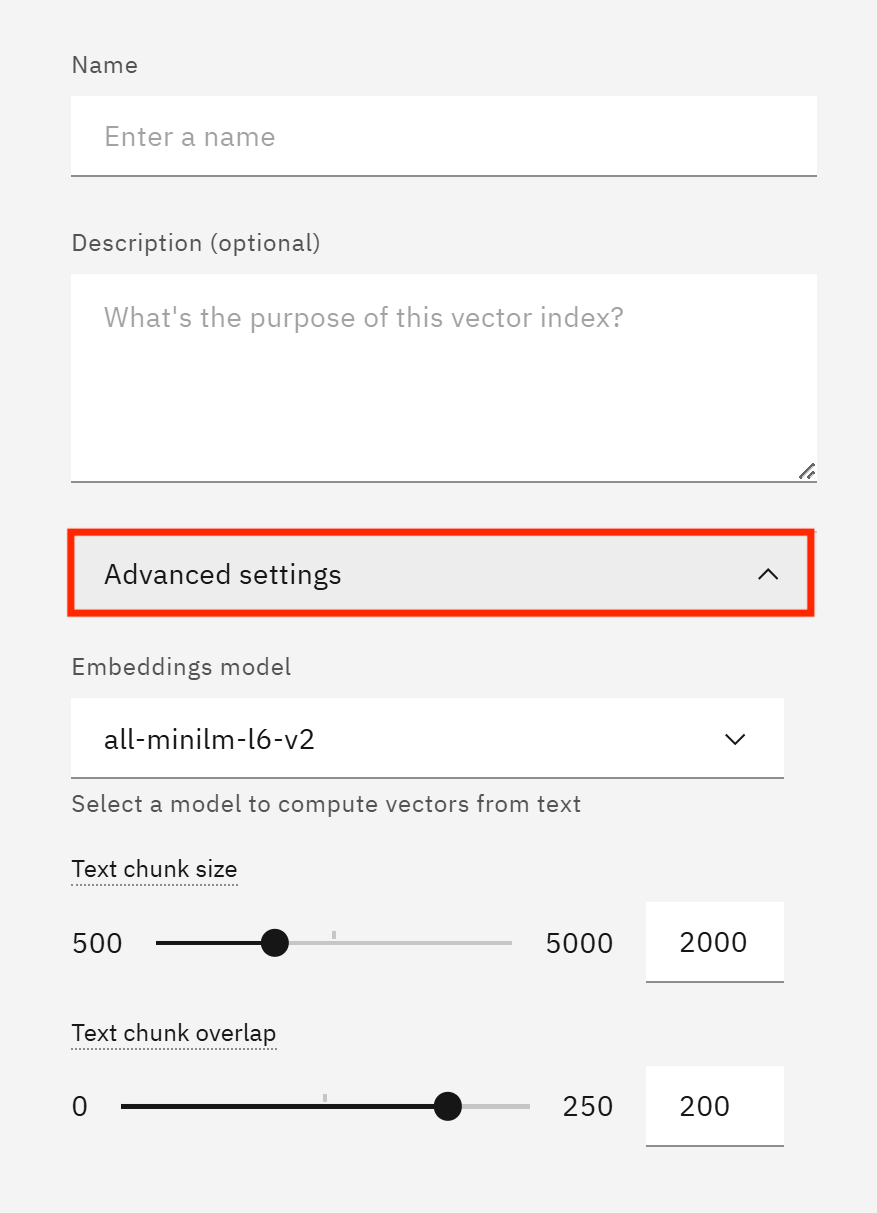 Name
Enter a name
Description (optional)
What's the purpose of this vector index?
Advanced settings
Embeddings model
all-minilm-l6-v2
Select a model to compute vectors from text
Text chunk size
500 5000 2000
Text chunk overlap
0 250 200